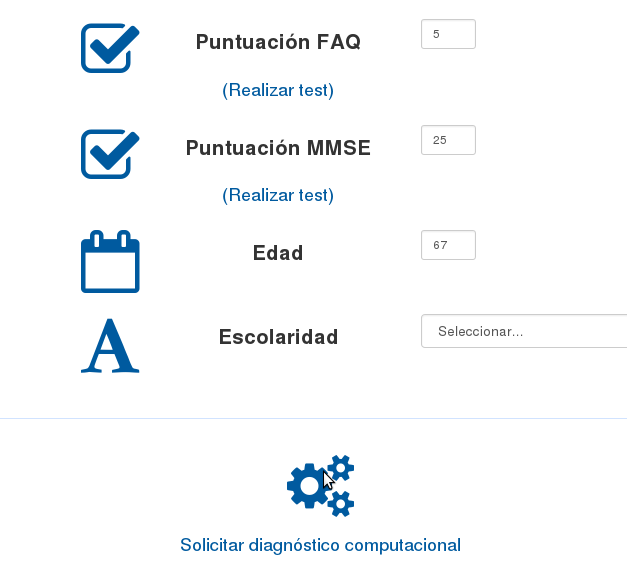 Puntuación FAQ 5
(Realizar test)
Puntuación MMSE 25
(Realizar test)
Edad 67
Escolaridad Seleccionar...
Solicitar diagnóstico computacional